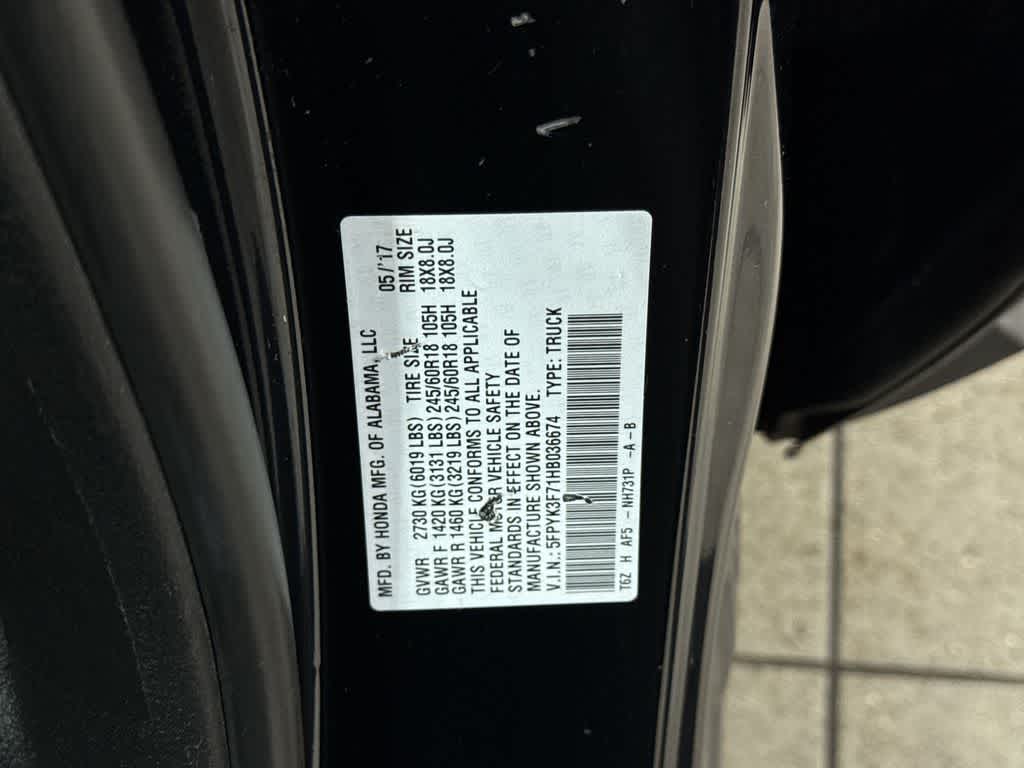 MFD. BY HONDA MFG. OF ALABAMA, LLC 05/'17
GVWR 2730 KG(6019 LBS) TIRE SIZE RIM SIZE
GAWR F 1420 KG(3131 LBS) 245/60R18 105H 18X8.0J
GAWR R 1460 KG(3219 LBS) 245/60R18 105H 18X8.0J
THIS VEHICLE CONFORMS TO ALL APPLICABLE
FEDERAL MOTOR VEHICLE SAFETY
STANDARDS IN EFFECT ON THE DATE OF
MANUFACTURE SHOWN ABOVE.
V.I.N.: 5FPYK3F71HB036674 TYPE: TRUCK
T6Z H AF5 -NH731P -A-B